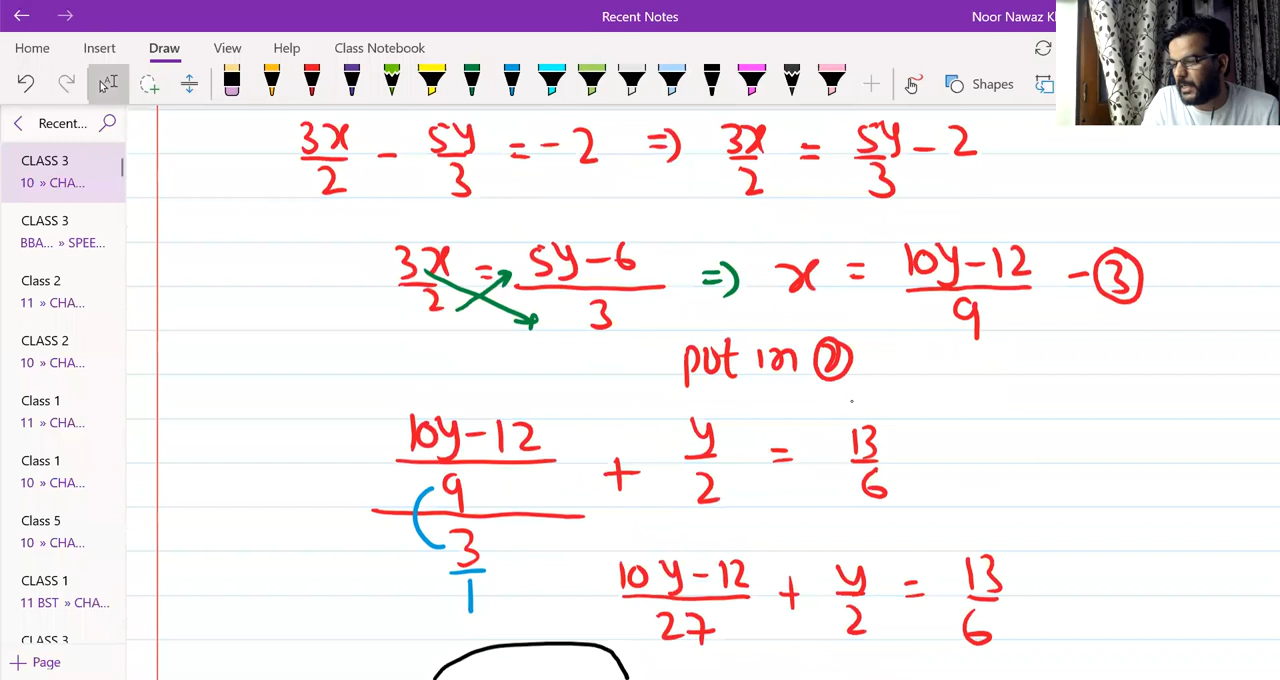 Recent Notes
Noor Nawaz
Home Insert Draw View Help Class Notebook
Shapes
Recent...
CLASS 3
10 » CHA...
CLASS 3
BBA... » SPEE...
Class 2
11 » CHA...
CLASS 2
10 » CHA...
Class 1
11 » CHA...
Class 1
10 » CHA...
Class 5
10 » CHA...
CLASS 1
11 BST » CHA...
CLASS 3
+ Page
3x/2 - 5y/3 = -2 => 3x/2 = 5y/3 - 2
3x/2 = (5y-6)/3 => x = (10y-12)/9 - ③
put in ②
((10y-12)/9)/(3/1) + y/2 = 13/6
(10y-12)/27 + y/2 = 13/6